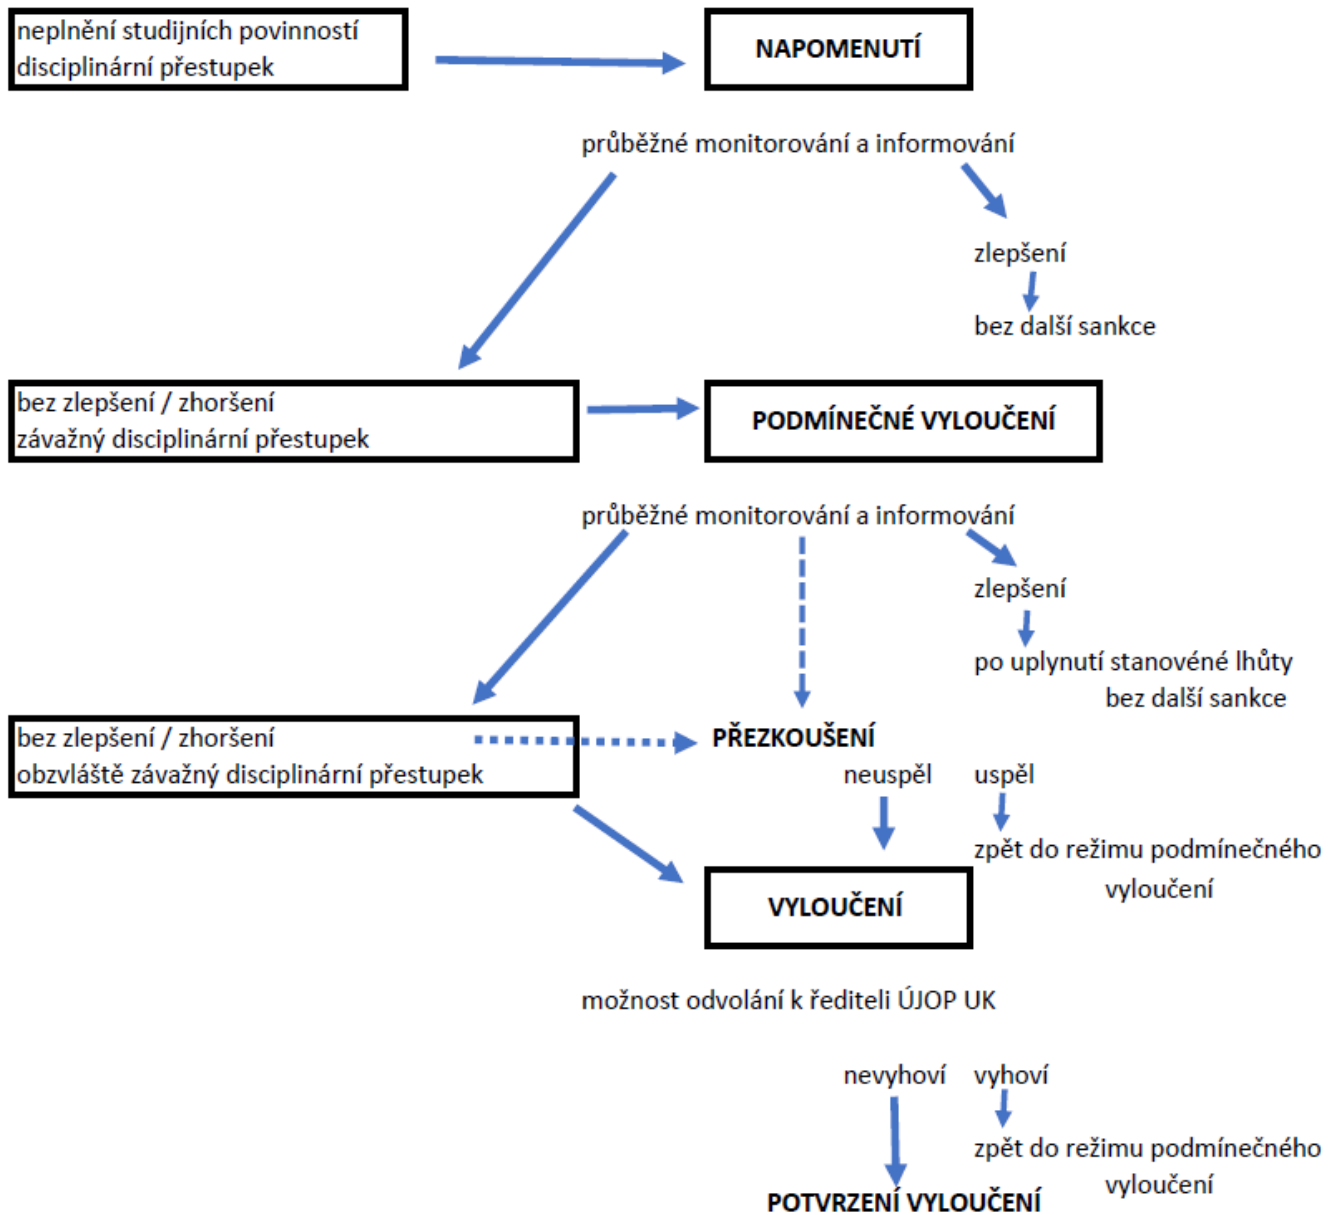 neplnění studijních povinností
disciplinární přestupek
NAPOMENUTÍ
průběžné monitorování a informování
zlepšení
bez další sankce
bez zlepšení / zhoršení
závažný disciplinární přestupek
PODMÍNEČNÉ VYLOUČENÍ
průběžné monitorování a informování
zlepšení
po uplynutí stanovéné lhůty
bez další sankce
bez zlepšení / zhoršení
obzvláště závažný disciplinární přestupek
PŘEZKOUŠENÍ
neuspěl uspěl
zpět do režimu podmínečného
vyloučení
VYLOUČENÍ
možnost odvolání k řediteli ÚJOP UK
nevyhoví vyhoví
zpět do režimu podmínečného
vyloučení
POTVRZENÍ VYLOUČENÍ